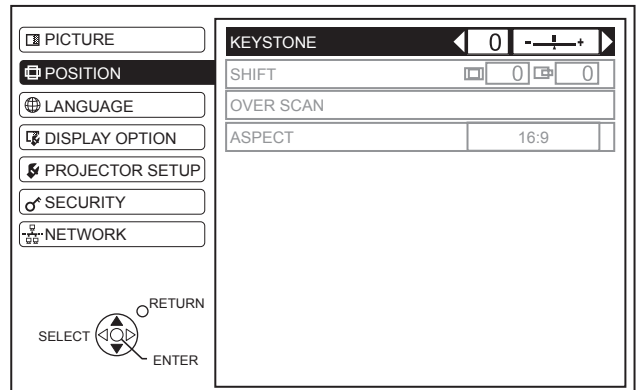 PICTURE
POSITION
LANGUAGE
DISPLAY OPTION
PROJECTOR SETUP
SECURITY
NETWORK
RETURN
SELECT
ENTER
KEYSTONE 0 - +
SHIFT 0 0
OVER SCAN
ASPECT 16:9